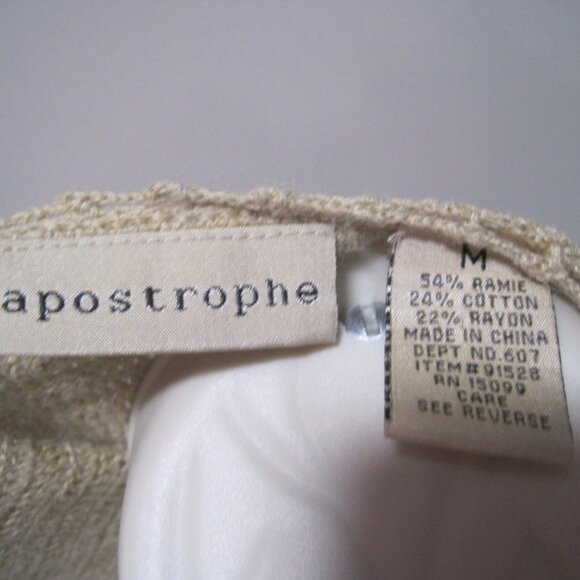 apostrophe
M
54% RAMIE
24% COTTON
22% RAYON
MADE IN CHINA
DEPT NO.607
ITEM# 91528
RN 15099
CARE
SEE REVERSE